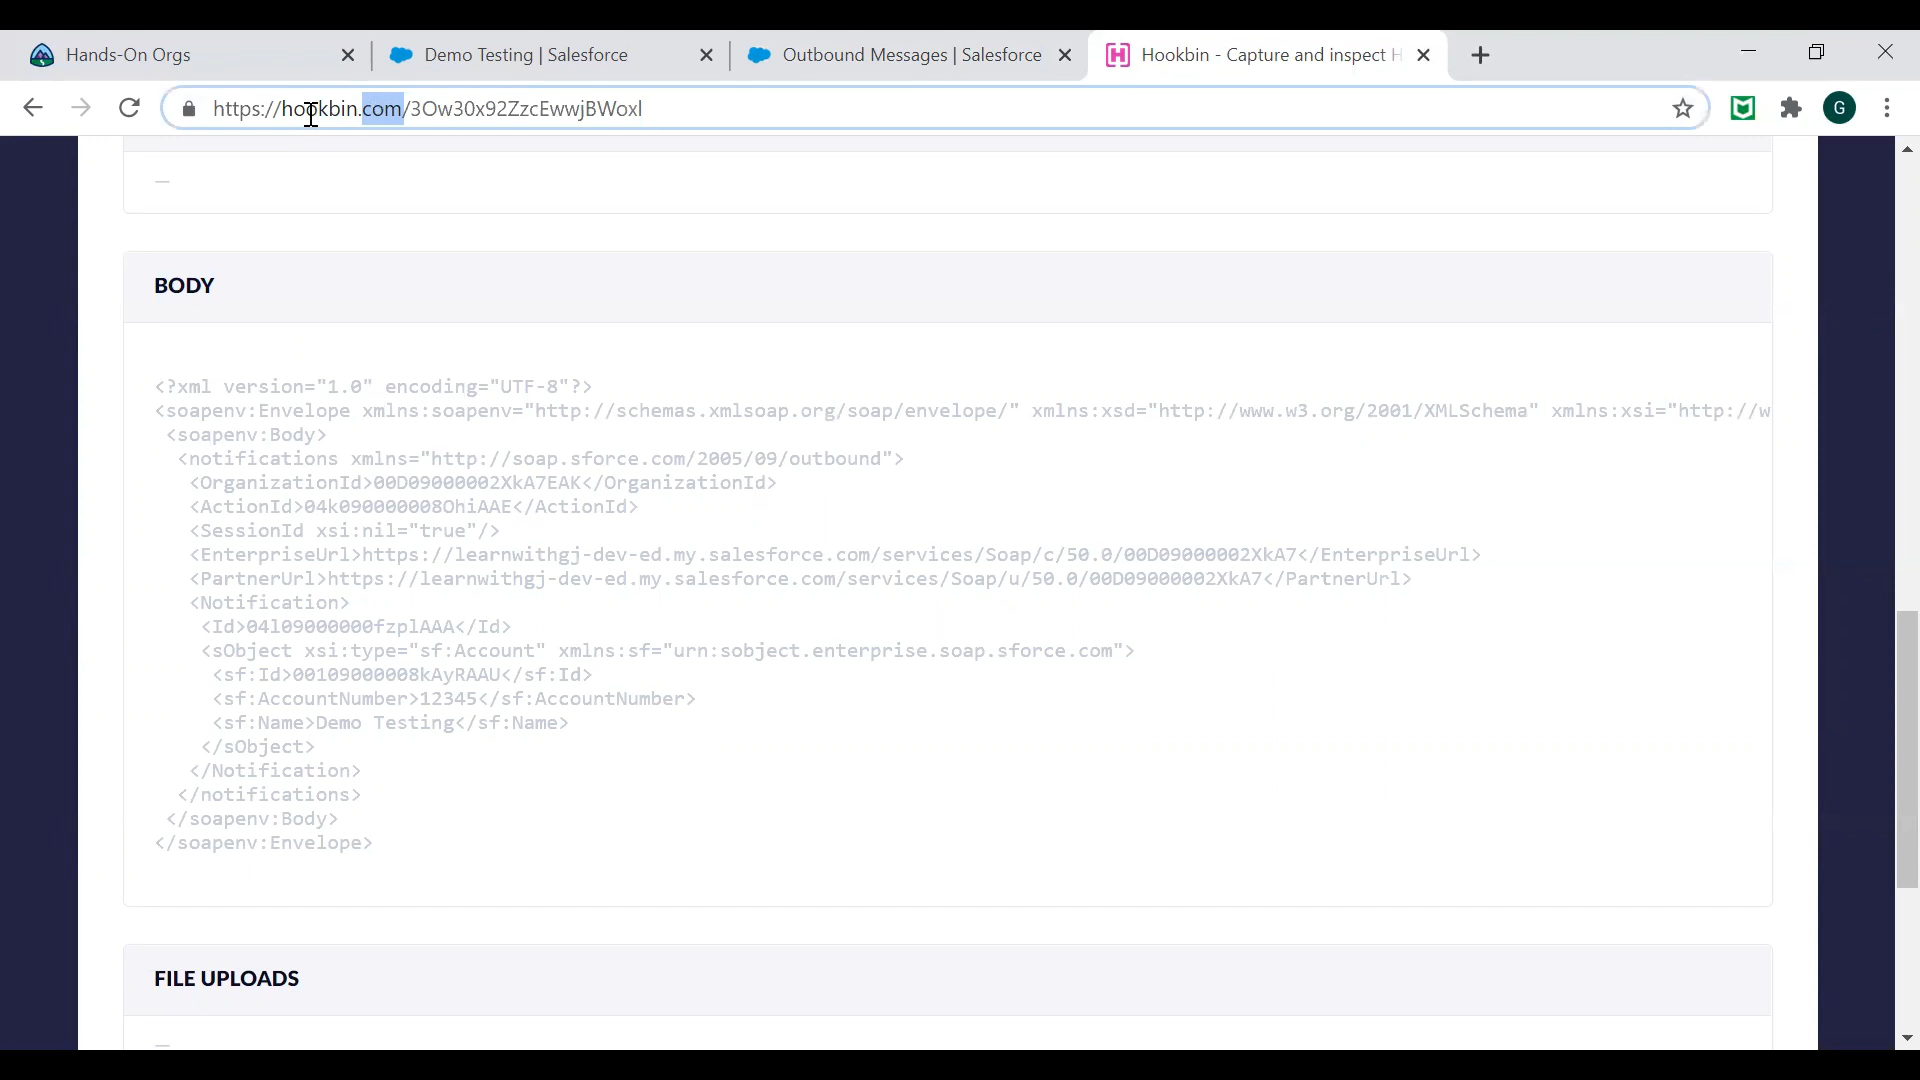 Hands-On Orgs
Demo Testing | Salesforce
Outbound Messages | Salesforce
Hookbin - Capture and inspect H
https://hookbin.com/3Ow30x92ZzcEwwjBWoxl
G
—
BODY
<?xml version="1.0" encoding="UTF-8"?>
<soapenv:Envelope xmlns:soapenv="http://schemas.xmlsoap.org/soap/envelope/" xmlns:xsd="http://www.w3.org/2001/XMLSchema" xmlns:xsi="http://w
<soapenv:Body>
<notifications xmlns="http://soap.sforce.com/2005/09/outbound">
<OrganizationId>00D09000002XkA7EAK</OrganizationId>
<ActionId>04k090000008OhiAAE</ActionId>
<SessionId xsi:nil="true"/>
<EnterpriseUrl>https://learnwithgj-dev-ed.my.salesforce.com/services/Soap/c/50.0/00D09000002XkA7</EnterpriseUrl>
<PartnerUrl>https://learnwithgj-dev-ed.my.salesforce.com/services/Soap/u/50.0/00D09000002XkA7</PartnerUrl>
<Notification>
<Id>04l09000000fzplAAA</Id>
<sObject xsi:type="sf:Account" xmlns:sf="urn:sobject.enterprise.soap.sforce.com">
<sf:Id>00109000008kAyRAAU</sf:Id>
<sf:AccountNumber>12345</sf:AccountNumber>
<sf:Name>Demo Testing</sf:Name>
</sObject>
</Notification>
</notifications>
</soapenv:Body>
</soapenv:Envelope>
FILE UPLOADS
—